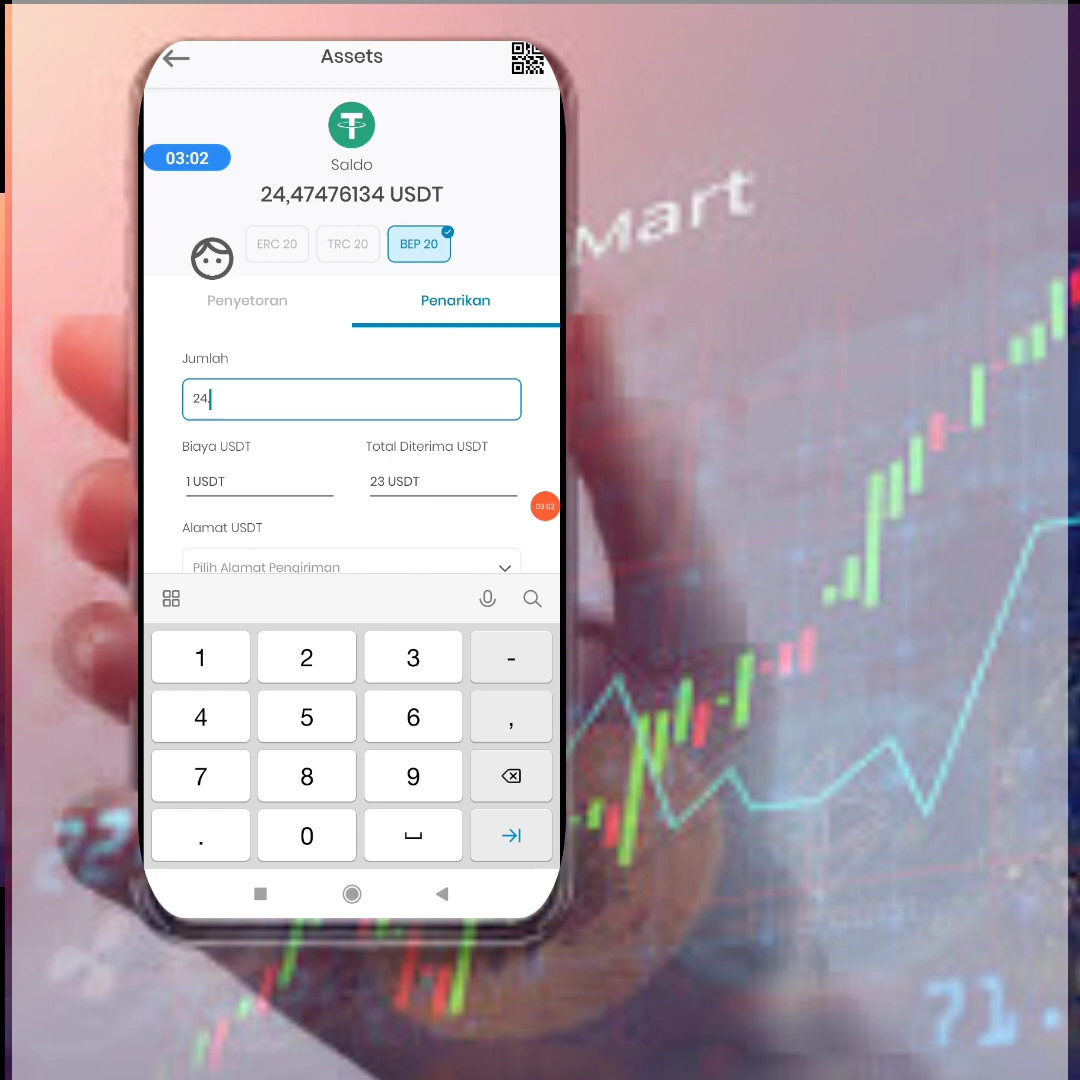 Assets
03:02
Saldo
24,47476134 USDT
ERC 20
TRC 20
BEP 20
Penyetoran
Penarikan
Jumlah
24,
Biaya USDT
Total Diterima USDT
1 USDT
23 USDT
03:02
Alamat USDT
Pilih Alamat Pengiriman
1 2 3 -
4 5 6 ,
7 8 9
. 0
Mart
71.